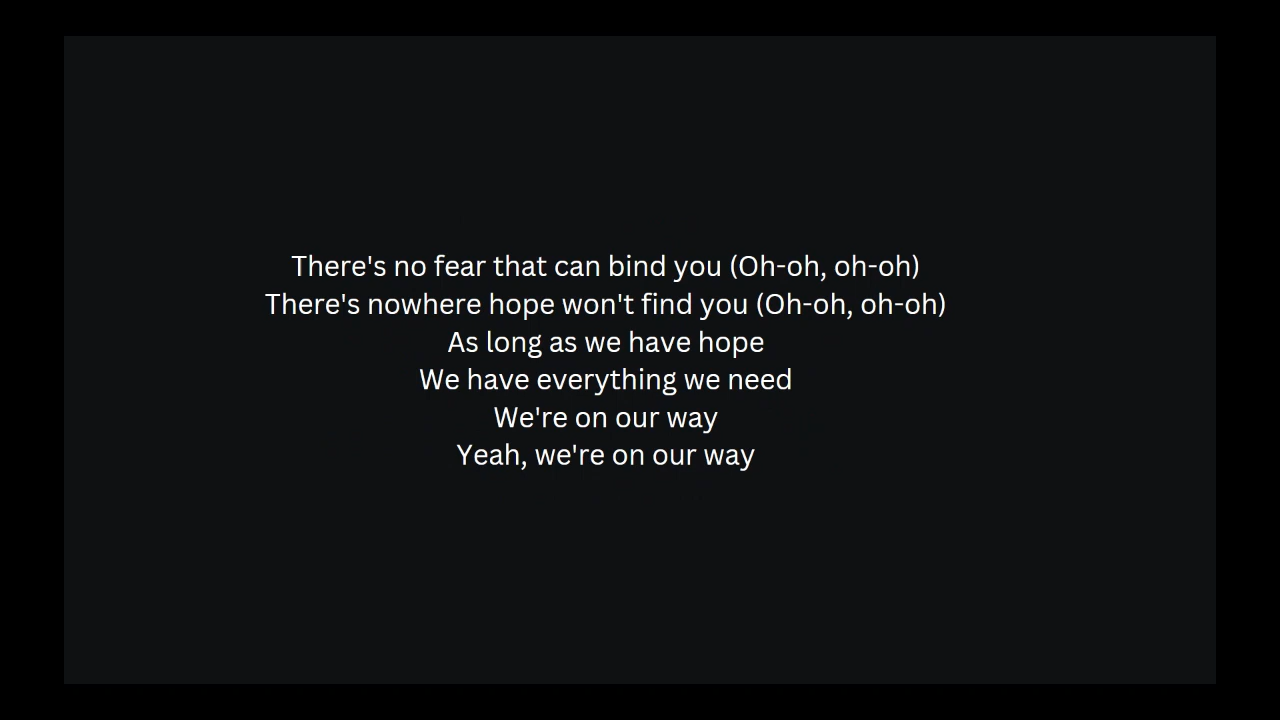 There's no fear that can bind you (Oh-oh, oh-oh)
There's nowhere hope won't find you (Oh-oh, oh-oh)
As long as we have hope
We have everything we need
We're on our way
Yeah, we're on our way